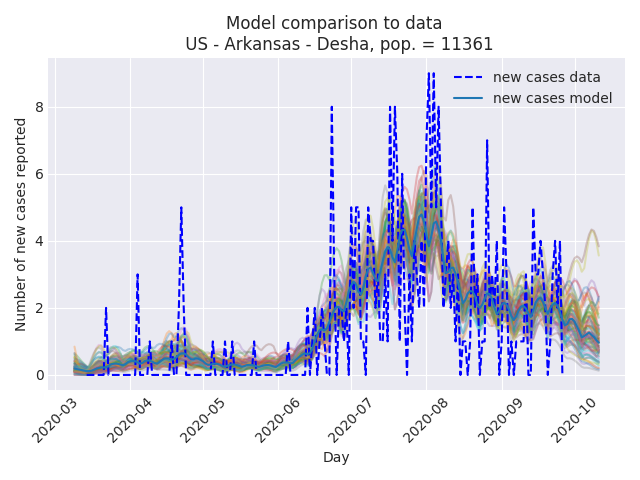 Model comparison to data
US - Arkansas - Desha, pop. = 11361
new cases data
new cases model
Number of new cases reported
8
6
4
2
0
2020-03
2020-04
2020-05
2020-06
2020-07
2020-08
2020-09
2020-10
Day